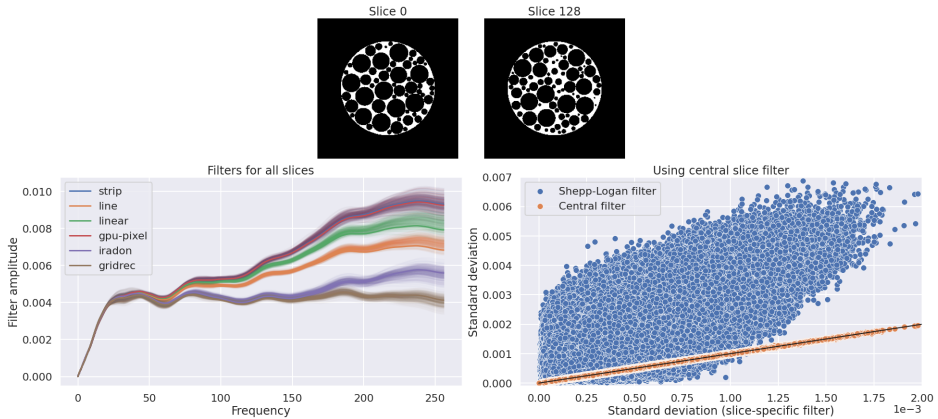 Slice 0
Slice 128
Filters for all slices
0.010
0.008
0.006
0.004
0.002
0.000
Filter amplitude
strip
line
linear
gpu-pixel
iradon
gridrec
0
50
100
150
200
250
Frequency
Using central slice filter
0.007
0.006
0.005
0.004
0.003
0.002
0.001
0.000
Standard deviation
Shepp-Logan filter
Central filter
0.00
0.25
0.50
0.75
1.00
1.25
1.50
1.75
2.00
1e−3
Standard deviation (slice-specific filter)